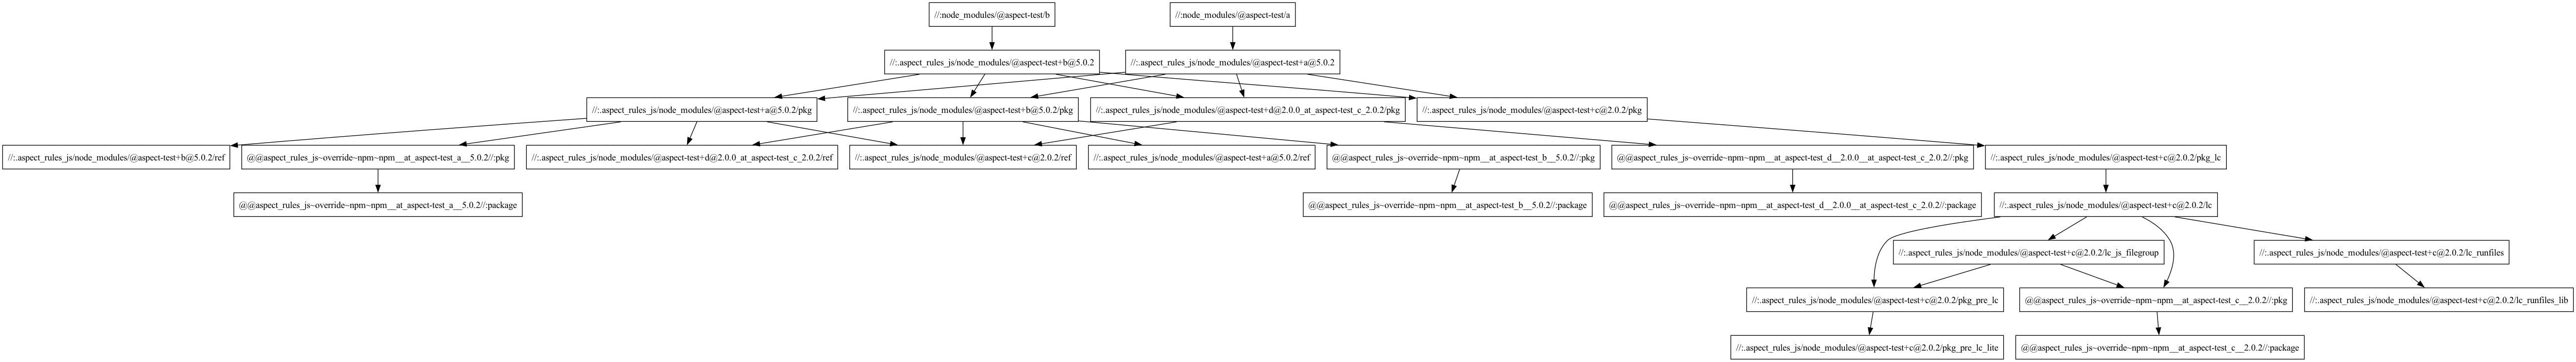 //:node_modules/@aspect-test/b
//:node_modules/@aspect-test/a
//:.aspect_rules_js/node_modules/@aspect-test+b@5.0.2
//:.aspect_rules_js/node_modules/@aspect-test+a@5.0.2
//:.aspect_rules_js/node_modules/@aspect-test+a@5.0.2/pkg
//:.aspect_rules_js/node_modules/@aspect-test+b@5.0.2/pkg
//:.aspect_rules_js/node_modules/@aspect-test+d@2.0.0_at_aspect-test_c_2.0.2/pkg
//:.aspect_rules_js/node_modules/@aspect-test+c@2.0.2/pkg
//:.aspect_rules_js/node_modules/@aspect-test+b@5.0.2/ref
@@aspect_rules_js~override~npm~npm__at_aspect-test_a__5.0.2//:pkg
//:.aspect_rules_js/node_modules/@aspect-test+d@2.0.0_at_aspect-test_c_2.0.2/ref
//:.aspect_rules_js/node_modules/@aspect-test+c@2.0.2/ref
//:.aspect_rules_js/node_modules/@aspect-test+a@5.0.2/ref
@@aspect_rules_js~override~npm~npm__at_aspect-test_b__5.0.2//:pkg
@@aspect_rules_js~override~npm~npm__at_aspect-test_d__2.0.0__at_aspect-test_c_2.0.2//:pkg
//:.aspect_rules_js/node_modules/@aspect-test+c@2.0.2/pkg_lc
@@aspect_rules_js~override~npm~npm__at_aspect-test_a__5.0.2//:package
@@aspect_rules_js~override~npm~npm__at_aspect-test_b__5.0.2//:package
@@aspect_rules_js~override~npm~npm__at_aspect-test_d__2.0.0__at_aspect-test_c_2.0.2//:package
//:.aspect_rules_js/node_modules/@aspect-test+c@2.0.2/lc
//:.aspect_rules_js/node_modules/@aspect-test+c@2.0.2/lc_js_filegroup
//:.aspect_rules_js/node_modules/@aspect-test+c@2.0.2/lc_runfiles
//:.aspect_rules_js/node_modules/@aspect-test+c@2.0.2/pkg_pre_lc
@@aspect_rules_js~override~npm~npm__at_aspect-test_c__2.0.2//:pkg
//:.aspect_rules_js/node_modules/@aspect-test+c@2.0.2/lc_runfiles_lib
//:.aspect_rules_js/node_modules/@aspect-test+c@2.0.2/pkg_pre_lc_lite
@@aspect_rules_js~override~npm~npm__at_aspect-test_c__2.0.2//:package